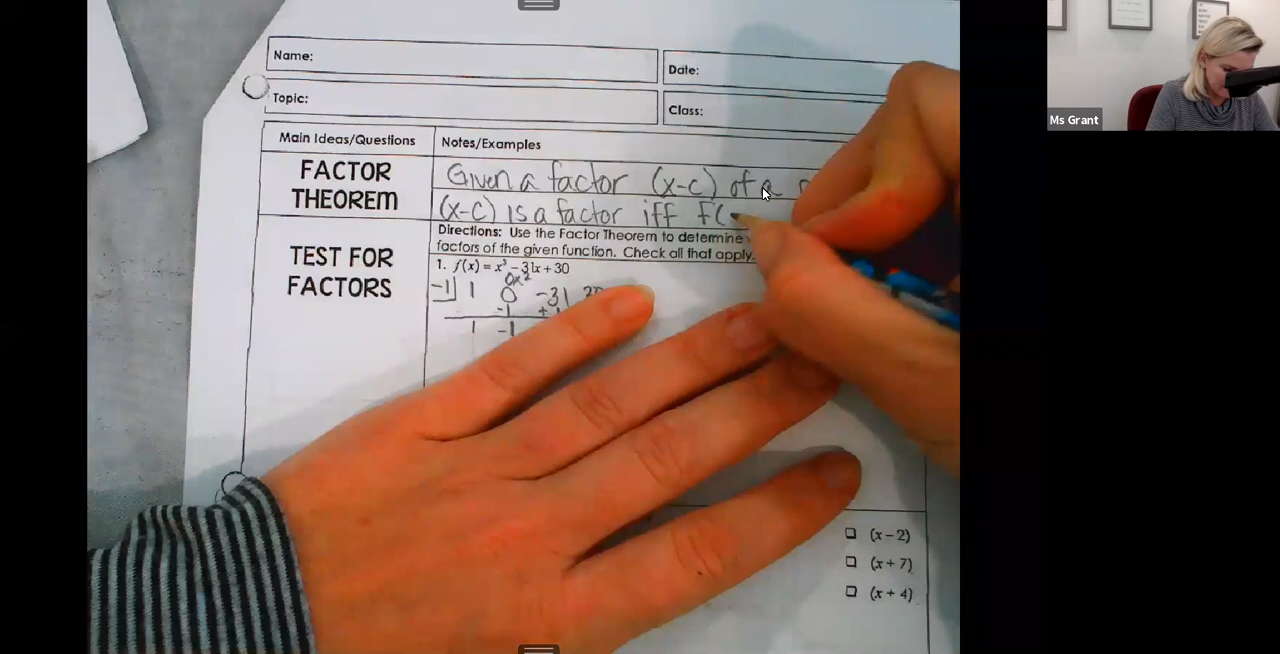 Name:
Date:
Topic:
Class:
Main Ideas/Questions
Notes/Examples
FACTOR
THEOREM
Given a factor (x-c) of a
(x-c) is a factor iff f(
TEST FOR
FACTORS
Directions: Use the Factor Theorem to determine
factors of the given function. Check all that apply.
1. f(x) = x³ − 31x + 30
0x²
-1 1 0 -31
-1 +
1 -1
(x − 2)
(x + 7)
(x + 4)
Ms Grant